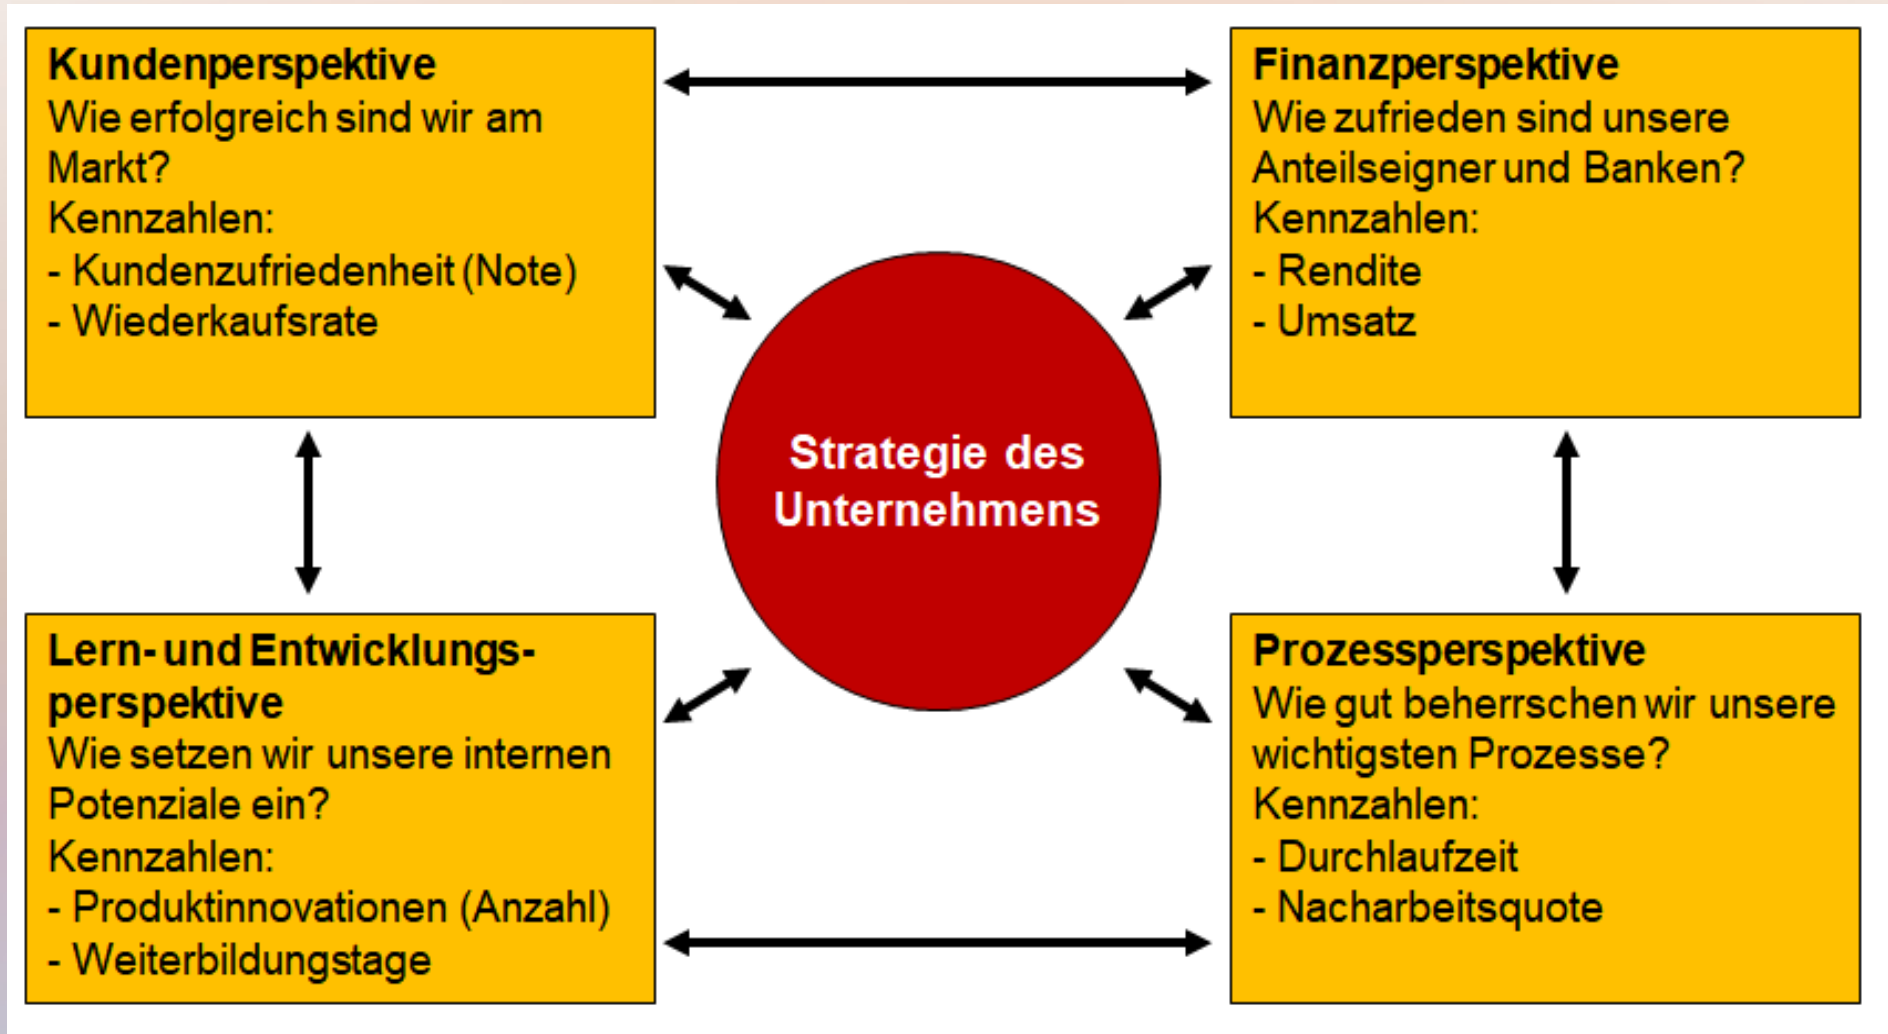 Kundenperspektive
Wie erfolgreich sind wir am
Markt?
Kennzahlen:
- Kundenzufriedenheit (Note)
- Wiederkaufsrate
Finanzperspektive
Wie zufrieden sind unsere
Anteilseigner und Banken?
Kennzahlen:
- Rendite
- Umsatz
Strategie des
Unternehmens
Lern- und Entwicklungs-
perspektive
Wie setzen wir unsere internen
Potenziale ein?
Kennzahlen:
- Produktinnovationen (Anzahl)
- Weiterbildungstage
Prozessperspektive
Wie gut beherrschen wir unsere
wichtigsten Prozesse?
Kennzahlen:
- Durchlaufzeit
- Nacharbeitsquote